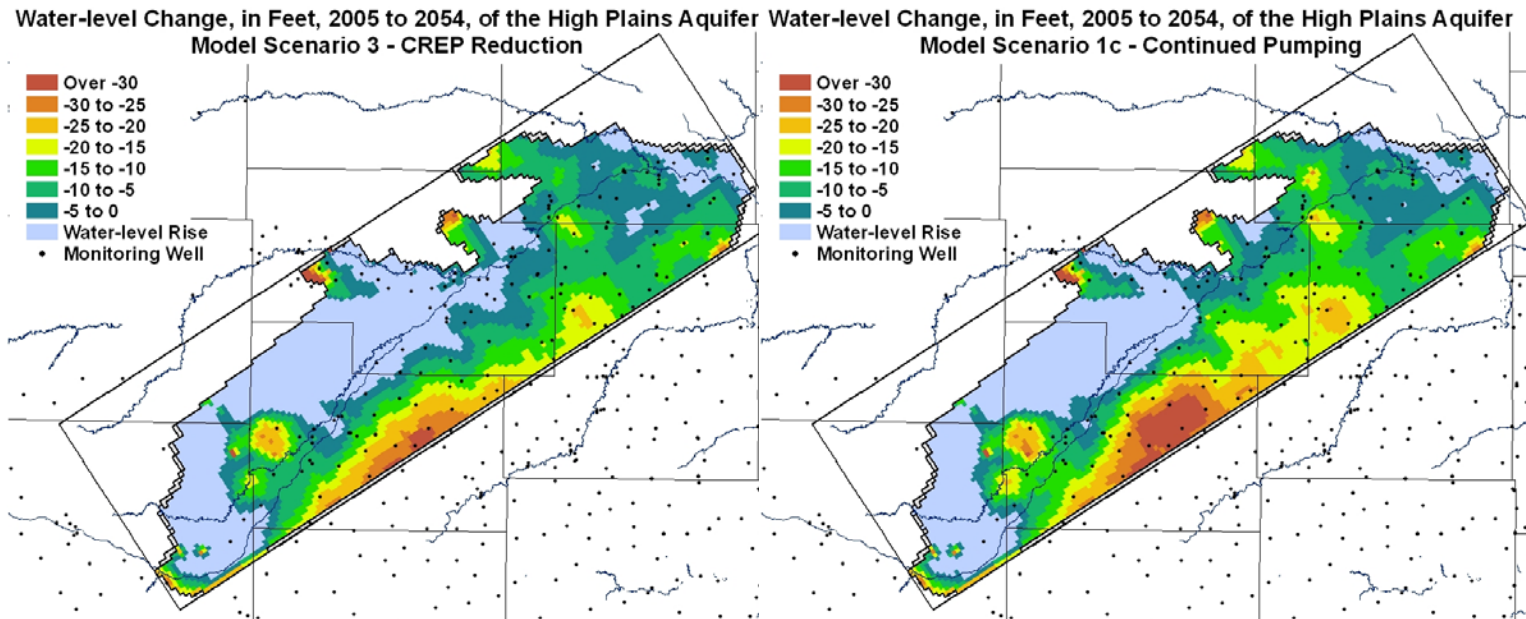 Water-level Change, in Feet, 2005 to 2054, of the High Plains Aquifer
Model Scenario 3 - CREP Reduction
Over -30
-30 to -25
-25 to -20
-20 to -15
-15 to -10
-10 to -5
-5 to 0
Water-level Rise
Monitoring Well
Water-level Change, in Feet, 2005 to 2054, of the High Plains Aquifer
Model Scenario 1c - Continued Pumping
Over -30
-30 to -25
-25 to -20
-20 to -15
-15 to -10
-10 to -5
-5 to 0
Water-level Rise
Monitoring Well